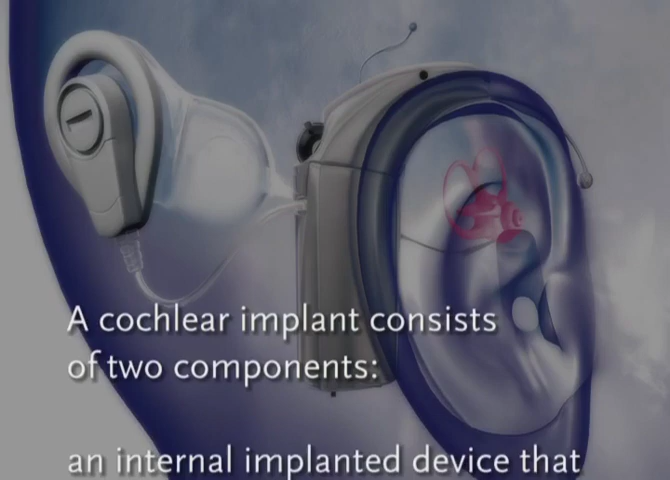 A cochlear implant consists
of two components:
an internal implanted device that